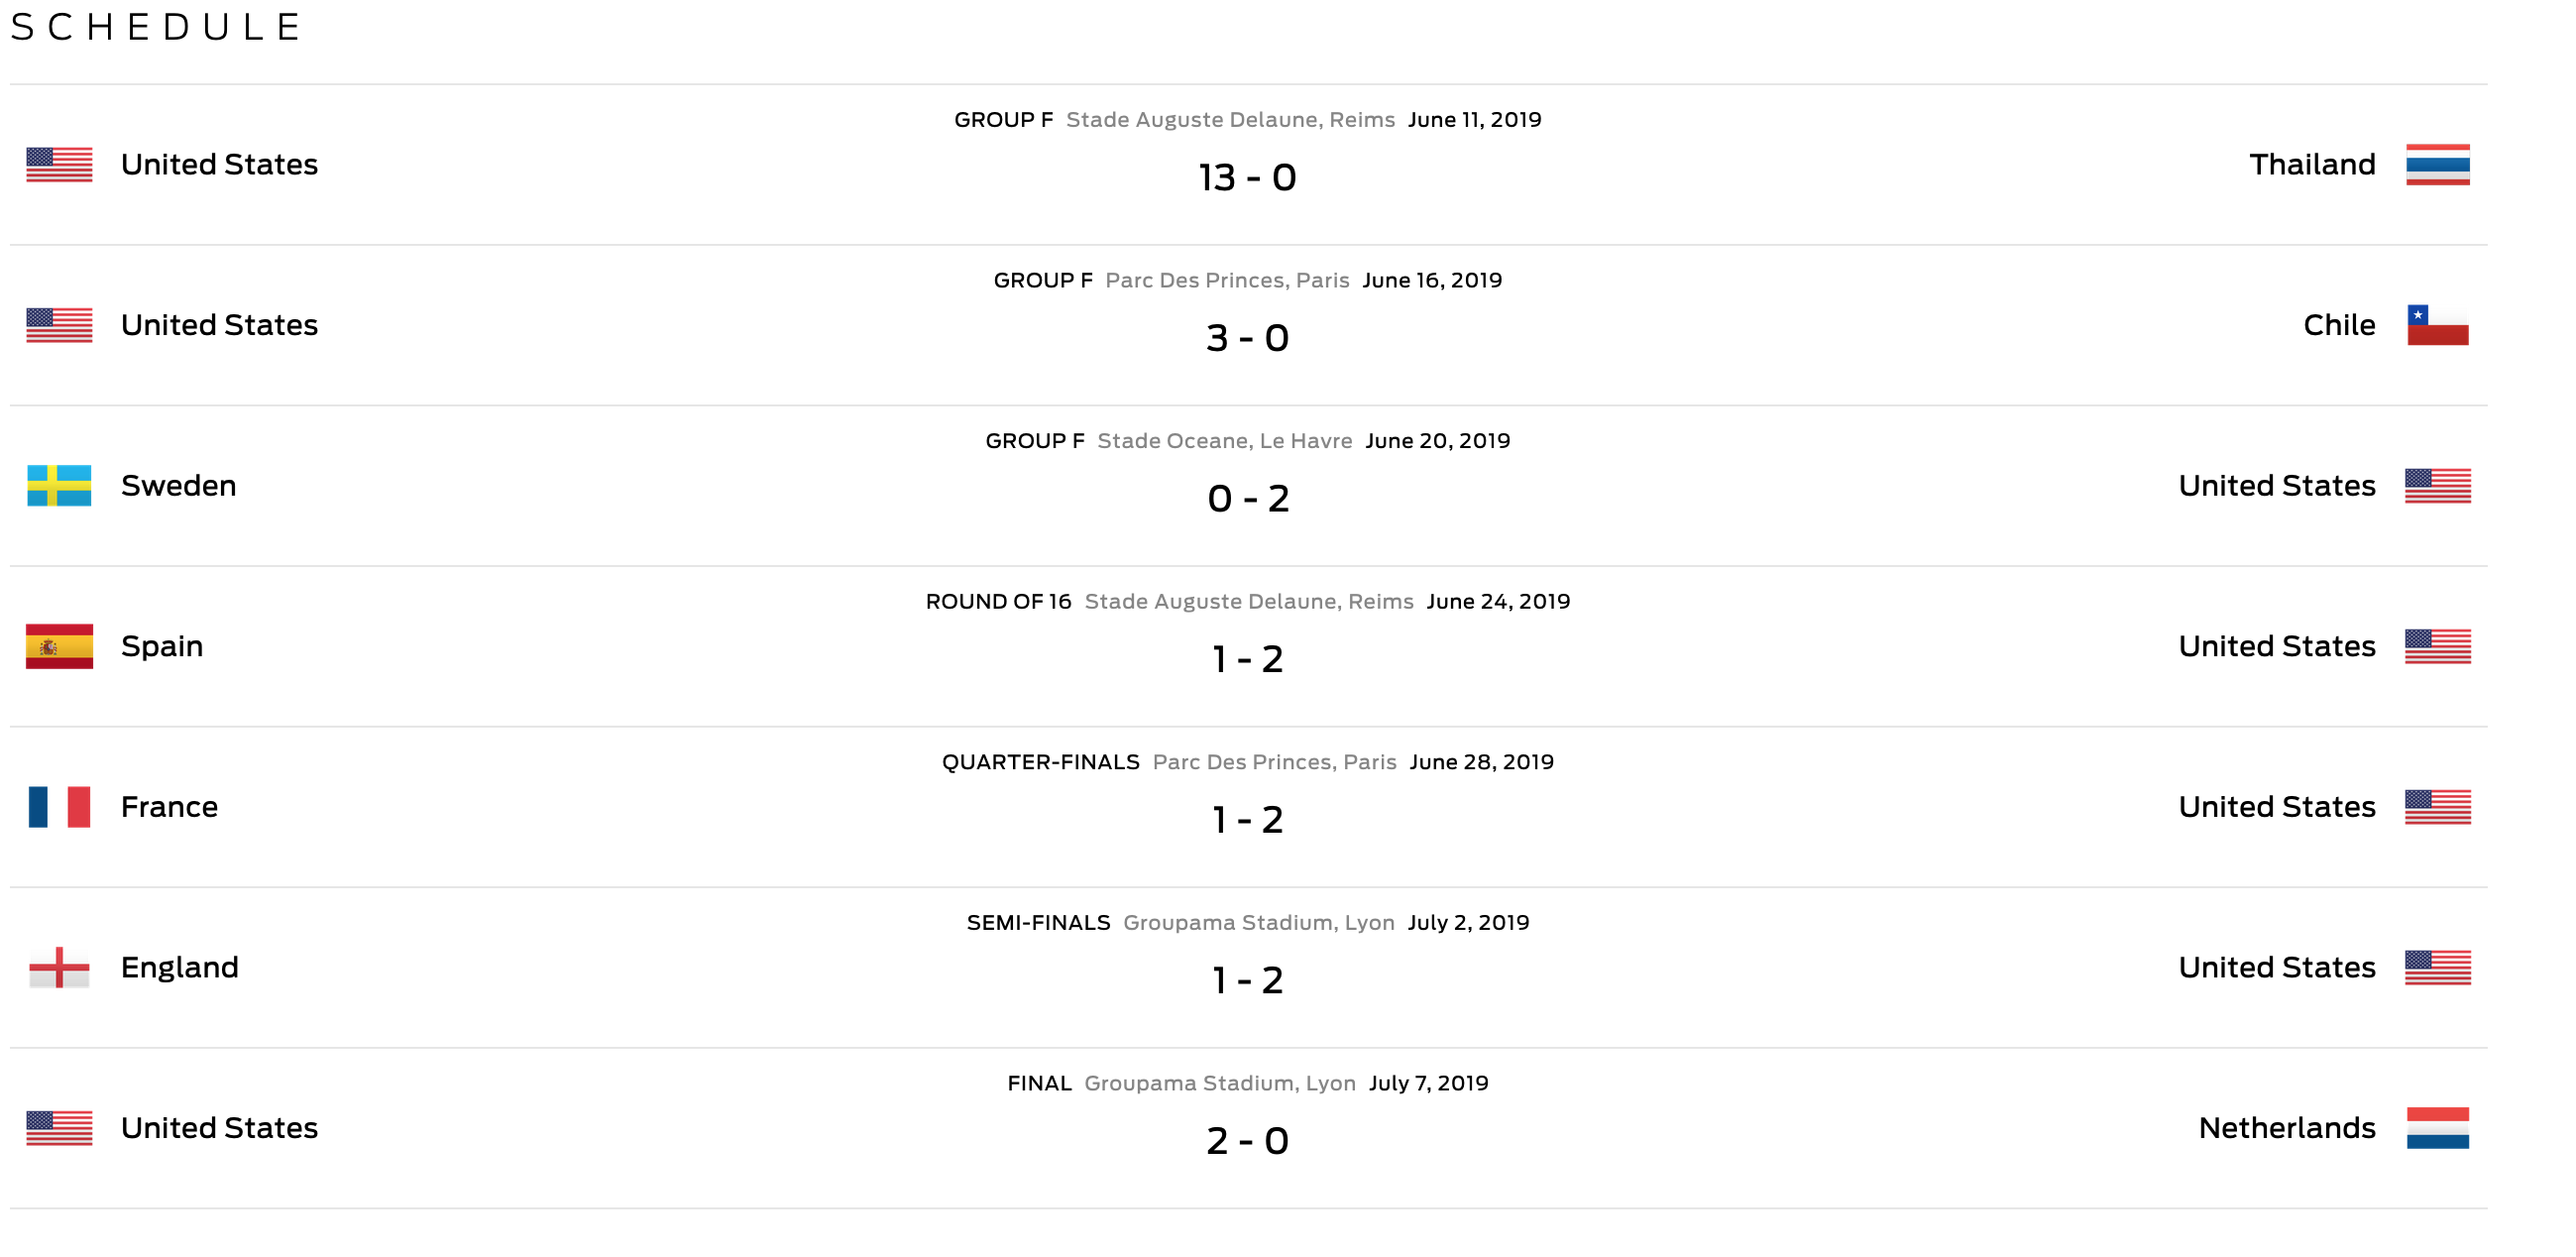 SCHEDULE
GROUP F Stade Auguste Delaune, Reims June 11, 2019
United States 13 - 0 Thailand
GROUP F Parc Des Princes, Paris June 16, 2019
United States 3 - 0 Chile
GROUP F Stade Oceane, Le Havre June 20, 2019
Sweden 0 - 2 United States
ROUND OF 16 Stade Auguste Delaune, Reims June 24, 2019
Spain 1 - 2 United States
QUARTER-FINALS Parc Des Princes, Paris June 28, 2019
France 1 - 2 United States
SEMI-FINALS Groupama Stadium, Lyon July 2, 2019
England 1 - 2 United States
FINAL Groupama Stadium, Lyon July 7, 2019
United States 2 - 0 Netherlands